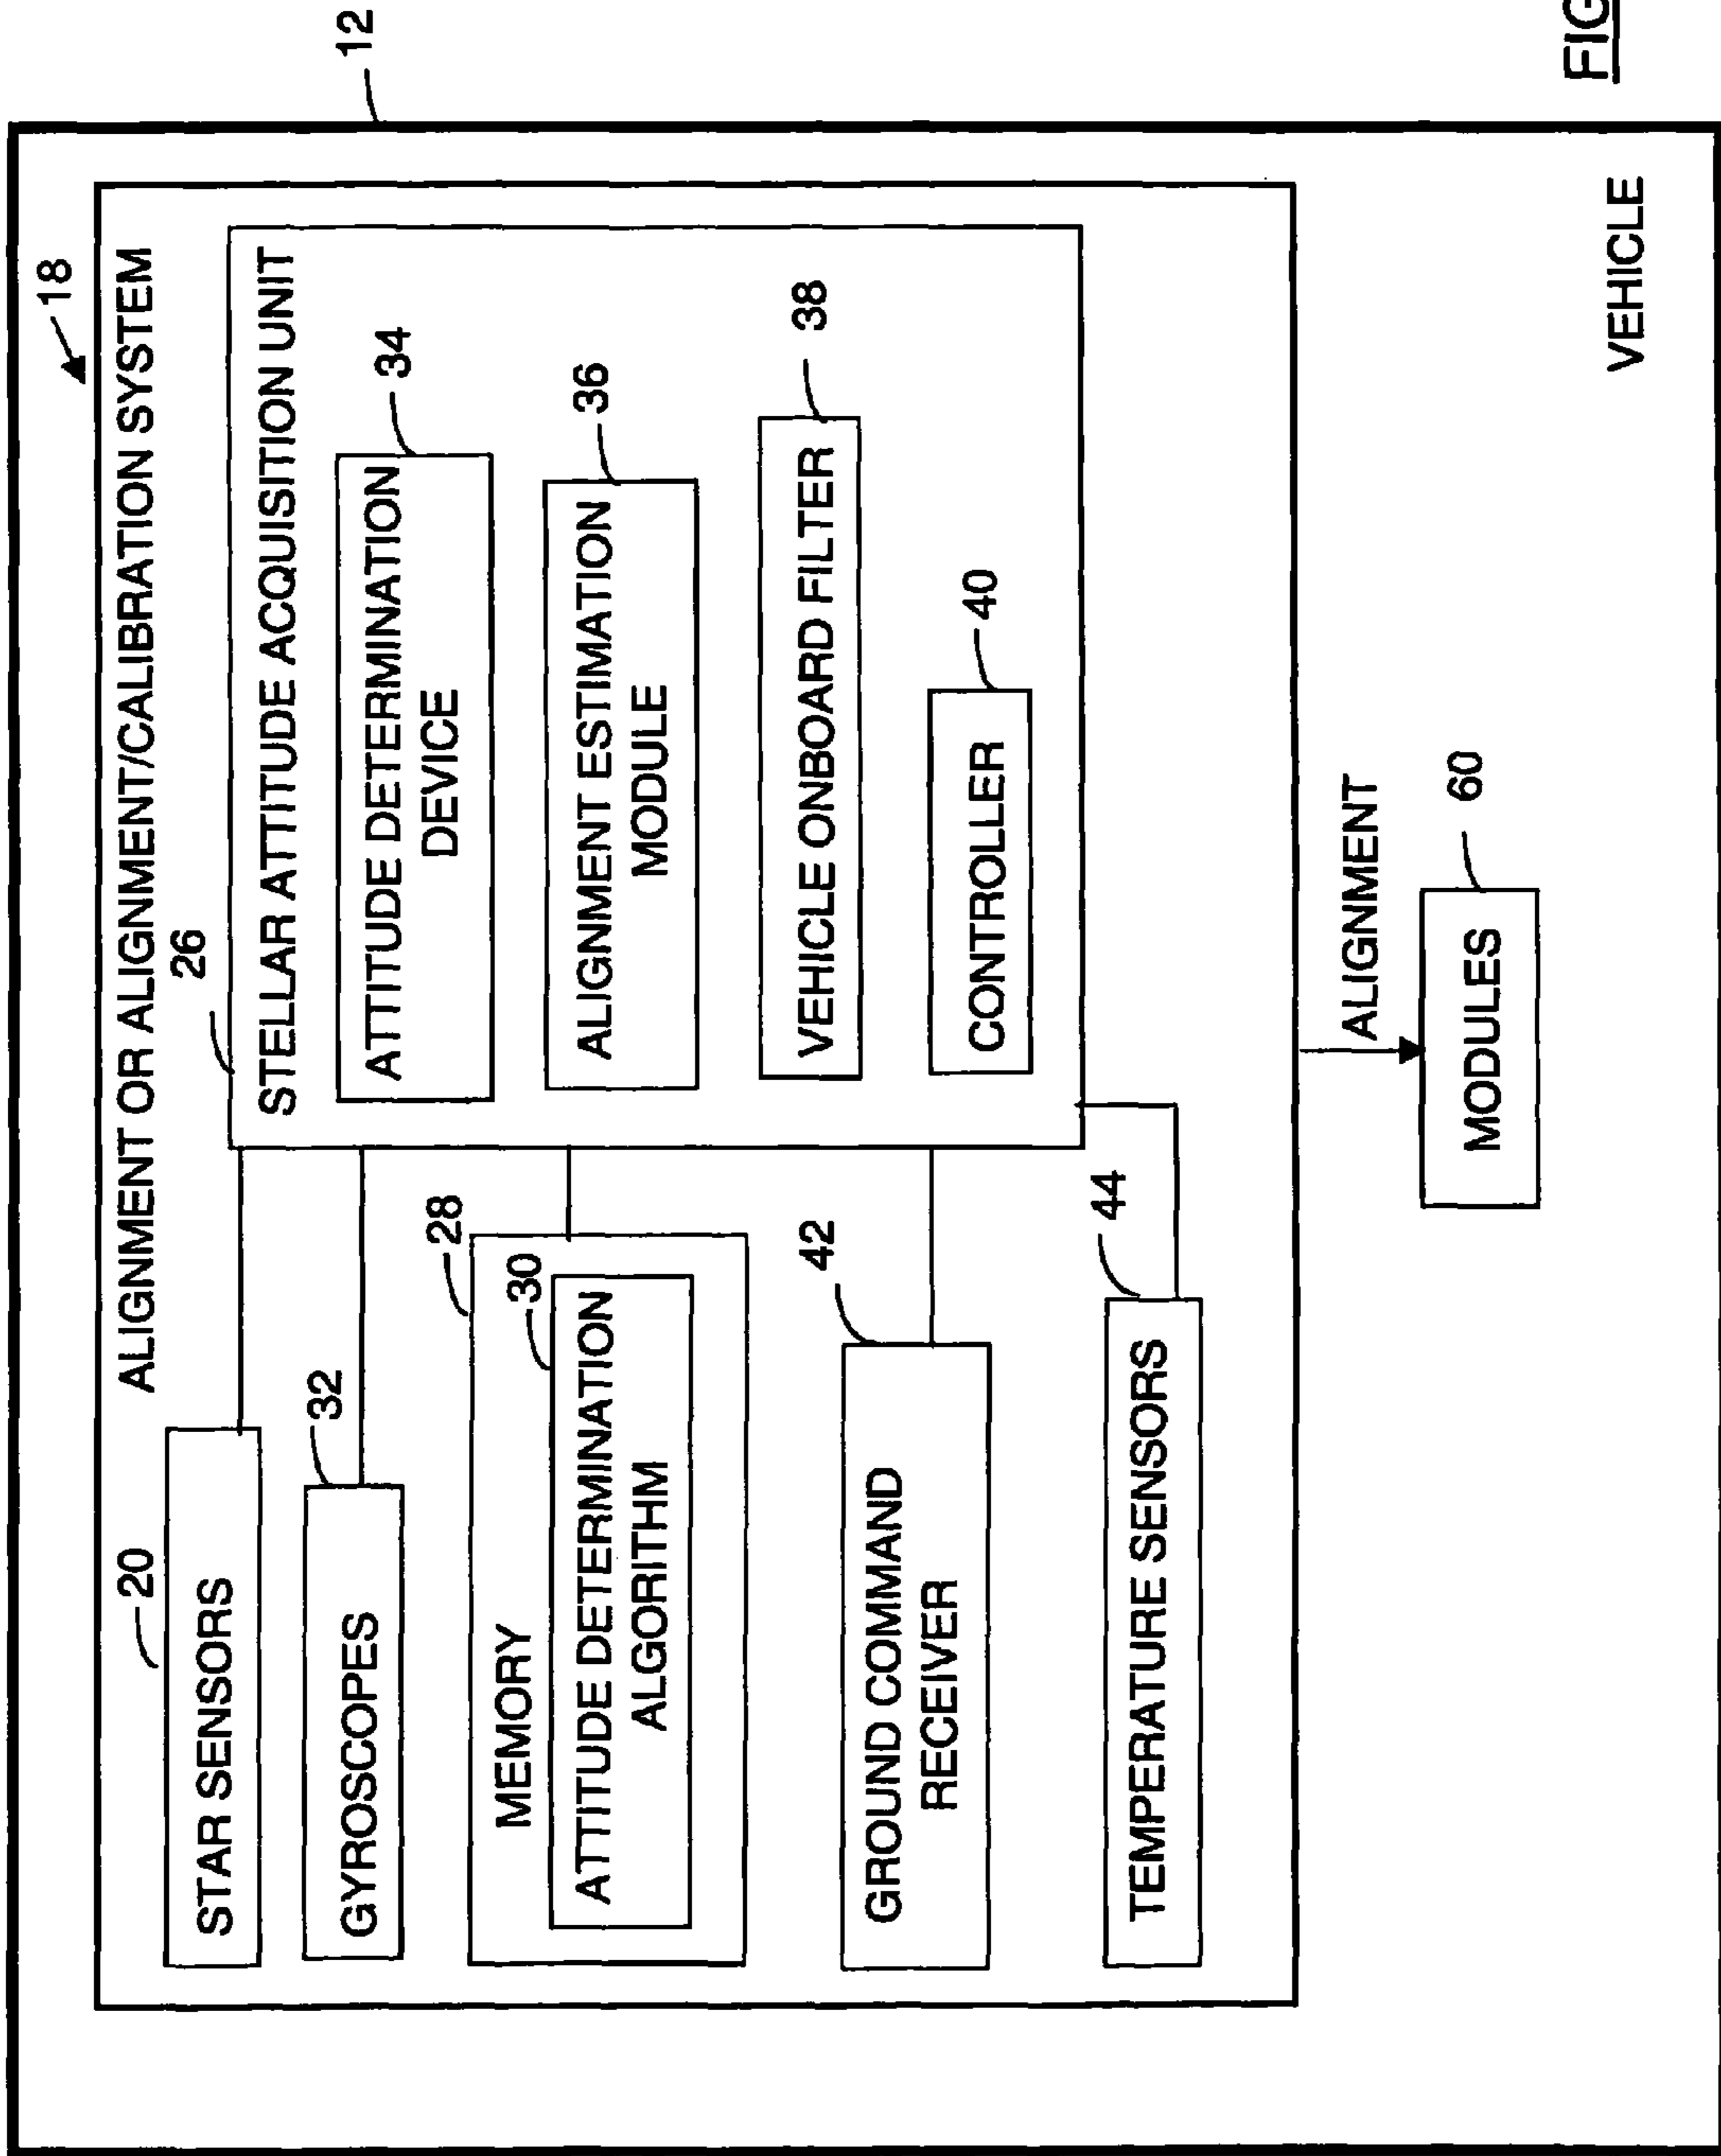 12
18
ALIGNMENT OR ALIGNMENT/CALIBRATION SYSTEM
20
STAR SENSORS
32
GYROSCOPES
28
MEMORY
30
ATTITUDE DETERMINATION
ALGORITHM
42
GROUND COMMAND
RECEIVER
44
TEMPERATURE SENSORS
26
STELLAR ATTITUDE ACQUISITION UNIT
34
ATTITUDE DETERMINATION
DEVICE
36
ALIGNMENT ESTIMATION
MODULE
38
VEHICLE ONBOARD FILTER
40
CONTROLLER
ALIGNMENT
60
MODULES
VEHICLE
FIG